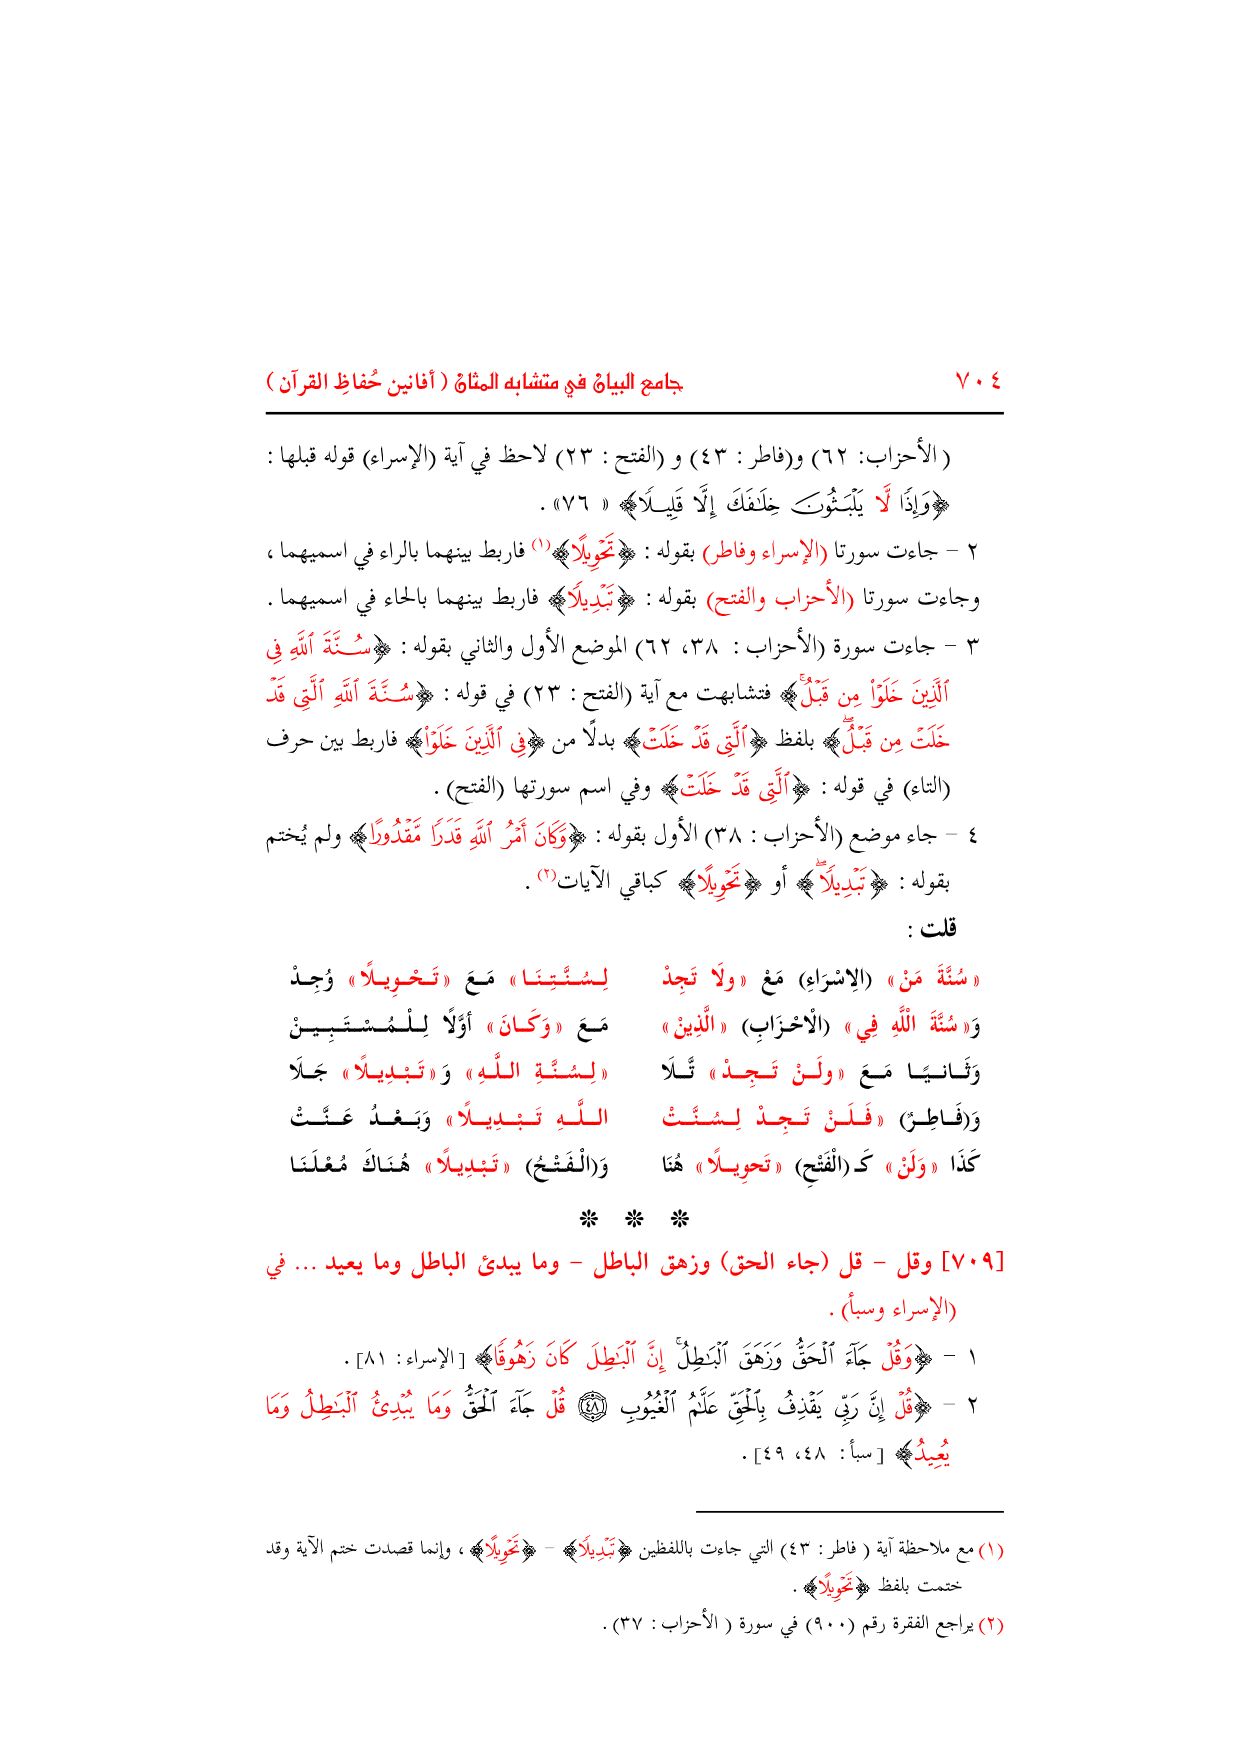 ٧٠٤ جامع البيان في متشابه المثان ( أفانين حُفاظِ القرآن )
( الأحزاب: ٦٢) و(فاطر : ٤٣) و (الفتح : ٢٣) لاحظ في آية (الإسراء) قوله قبلها :
﴿وَإِذًا لَّا يَلْبَثُونَ خِلَٰفَكَ إِلَّا قَلِيلًا﴾ « ٧٦» .
٢ - جاءت سورتا (الإسراء وفاطر) بقوله : ﴿تَحْوِيلًا﴾(١) فاربط بينهما بالراء في اسميهما ،
وجاءت سورتا (الأحزاب والفتح) بقوله : ﴿تَبْدِيلًا﴾ فاربط بينهما بالحاء في اسميهما .
٣ - جاءت سورة (الأحزاب : ٣٨، ٦٢) الموضع الأول والثاني بقوله : ﴿سُنَّةَ ٱللَّهِ فِي
ٱلَّذِينَ خَلَوْا۟ مِن قَبْلُ ۚ﴾ فتشابهت مع آية (الفتح : ٢٣) في قوله : ﴿سُنَّةَ ٱللَّهِ ٱلَّتِي قَدْ
خَلَتْ مِن قَبْلُ ۖ﴾ بلفظ ﴿ٱلَّتِي قَدْ خَلَتْ﴾ بدلًا من ﴿فِي ٱلَّذِينَ خَلَوْا۟﴾ فاربط بين حرف
(التاء) في قوله : ﴿ٱلَّتِي قَدْ خَلَتْ﴾ وفي اسم سورتها (الفتح) .
٤ - جاء موضع (الأحزاب : ٣٨) الأول بقوله : ﴿وَكَانَ أَمْرُ ٱللَّهِ قَدَرًا مَّقْدُورًا﴾ ولم يُختم
بقوله : ﴿تَبْدِيلًا ۖ﴾ أو ﴿تَحْوِيلًا﴾ كباقي الآيات(٢) .
قلت :
«سُنَّةَ مَنْ» (الِاسْرَاءِ) مَعْ «ولَا تَجِدْ لِسُنَّتِنَا» مَعَ «تَحْوِيلًا» وُجِدْ
وَ«سُنَّةَ اللَّهِ فِي» (الْاحْزَابِ) «الَّذِينْ» مَعَ «وَكَانَ» أوَّلًا لِلْمُسْتَبِينْ
وَثَانيًا مَعَ «ولَنْ تَجِدْ» تَّلَا «لِسُنَّةِ اللَّهِ» وَ«تَبْدِيلًا» جَلَا
وَ(فَاطِرٌ) «فَلَنْ تَجِدْ لِسُنَّتْ اللَّهِ تَبْدِيلًا» وَبَعْدُ عَنَّتْ
كَذَا «وَلَنْ» كَـ (الْفَتْحِ) «تَحوِيلًا» هُنَا وَ(الْفَتْحُ) «تَبْدِيلًا» هُنَاكَ مُعْلَنَا
❊ ❊ ❊
[٧٠٩] وقل - قل (جاء الحق) وزهق الباطل - وما يبدئ الباطل وما يعيد ... في
(الإسراء وسبأ) .
١ - ﴿وَقُلْ جَآءَ ٱلْحَقُّ وَزَهَقَ ٱلْبَٰطِلُ ۚ إِنَّ ٱلْبَٰطِلَ كَانَ زَهُوقًا﴾ [الإسراء: ٨١] .
٢ - ﴿قُلْ إِنَّ رَبِّي يَقْذِفُ بِٱلْحَقِّ عَلَّٰمُ ٱلْغُيُوبِ ٤٨ قُلْ جَآءَ ٱلْحَقُّ وَمَا يُبْدِئُ ٱلْبَٰطِلُ وَمَا
يُعِيدُ﴾ [سبأ : ٤٨، ٤٩] .
(١) مع ملاحظة آية ( فاطر : ٤٣) التي جاءت باللفظين ﴿تَبْدِيلًا﴾ - ﴿تَحْوِيلًا﴾ ، وإنما قصدت ختم الآية وقد
ختمت بلفظ ﴿تَحْوِيلًا﴾ .
(٢) يراجع الفقرة رقم (٩٠٠) في سورة ( الأحزاب : ٣٧) .